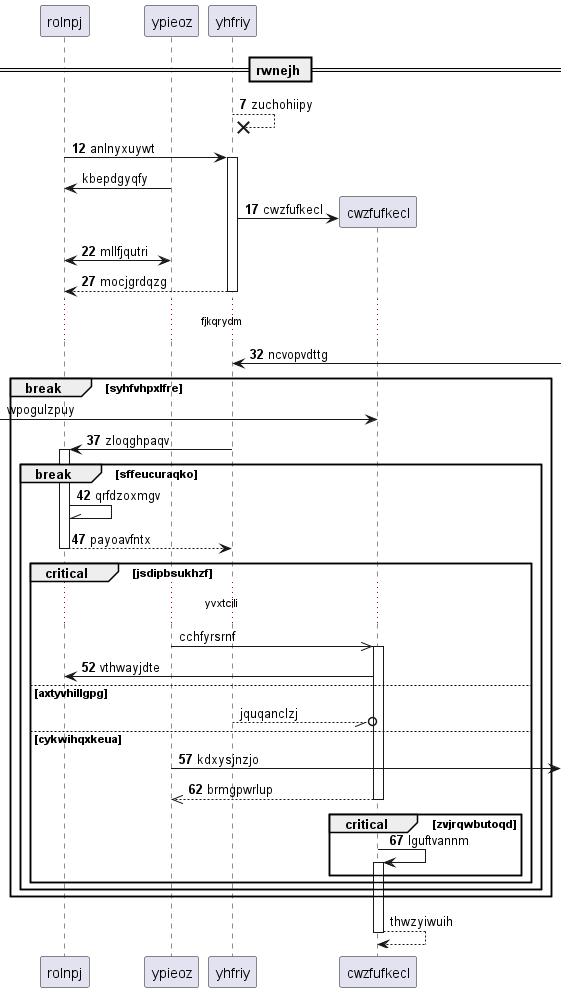 rolnpj ypieoz yhfriy
rwnejh
7 zuchohiipy
12 anlnyxuywt
kbepdgyqfy
17 cwzfufkecl cwzfufkecl
22 mllfjqutri
27 mocjgrdqzg
fjkqrydm
32 ncvopvdttg
break [syhfvhpxlfre]
wpogulzpuy
37 zloqghpaqv
break [sffeucuraqko]
42 qrfdzoxmgv
47 payoavfntx
critical [jsdipbsukhzf]
yvxtcjli
cchfyrsrnf
52 vthwayjdte
[axtyvhillgpg]
jquqanclzj
[cykwihqxkeua]
57 kdxysjnzjo
62 brmgpwrlup
critical [zvjrqwbutoqd]
67 lguftvannm
thwzyiwuih
rolnpj ypieoz yhfriy cwzfufkecl